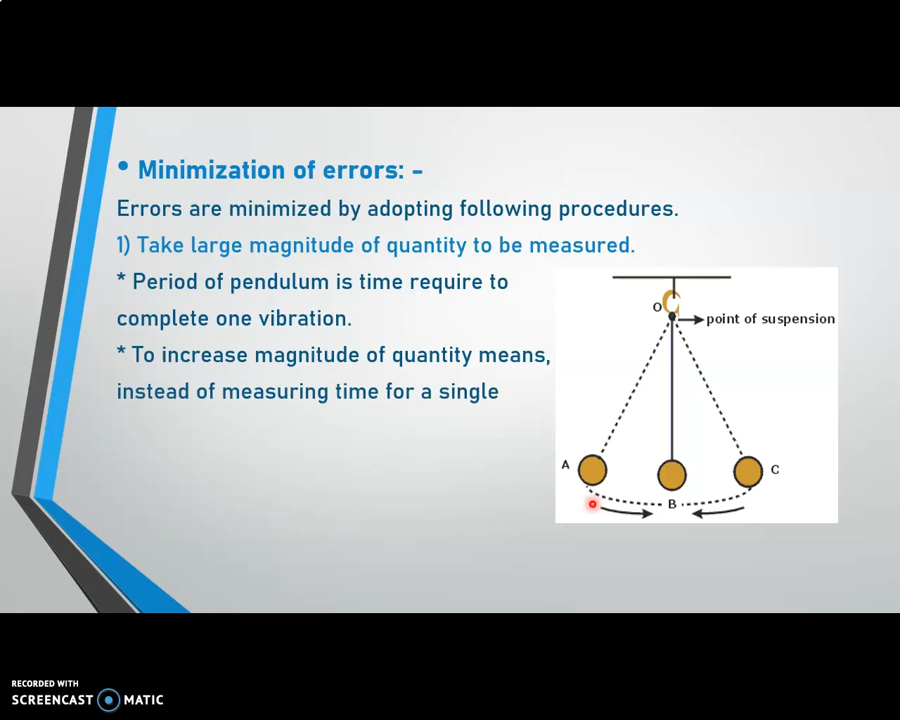 • Minimization of errors: -
Errors are minimized by adopting following procedures.
1) Take large magnitude of quantity to be measured.
* Period of pendulum is time require to
complete one vibration.
* To increase magnitude of quantity means,
instead of measuring time for a single
O
point of suspension
A
C
B
RECORDED WITH
SCREENCAST MATIC